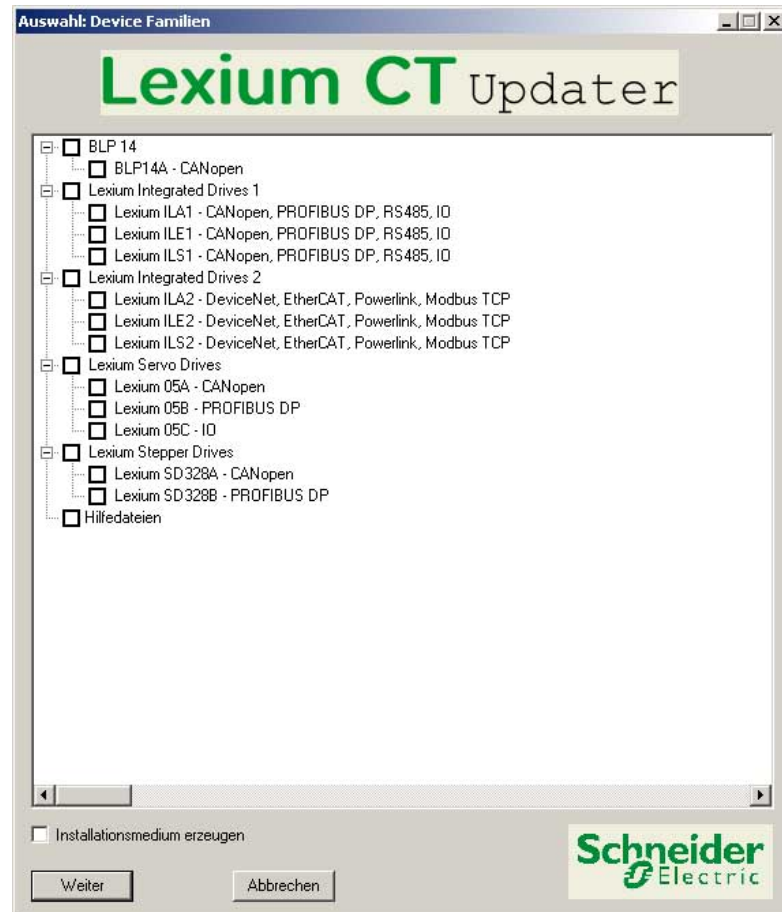 Auswahl: Device Familien
Lexium CT Updater
BLP 14
BLP14A - CANopen
Lexium Integrated Drives 1
Lexium ILA1 - CANopen, PROFIBUS DP, RS485, IO
Lexium ILE1 - CANopen, PROFIBUS DP, RS485, IO
Lexium ILS1 - CANopen, PROFIBUS DP, RS485, IO
Lexium Integrated Drives 2
Lexium ILA2 - DeviceNet, EtherCAT, Powerlink, Modbus TCP
Lexium ILE2 - DeviceNet, EtherCAT, Powerlink, Modbus TCP
Lexium ILS2 - DeviceNet, EtherCAT, Powerlink, Modbus TCP
Lexium Servo Drives
Lexium 05A - CANopen
Lexium 05B - PROFIBUS DP
Lexium 05C - IO
Lexium Stepper Drives
Lexium SD328A - CANopen
Lexium SD328B - PROFIBUS DP
Hilfedateien
Installationsmedium erzeugen
Weiter
Abbrechen
Schneider
Electric